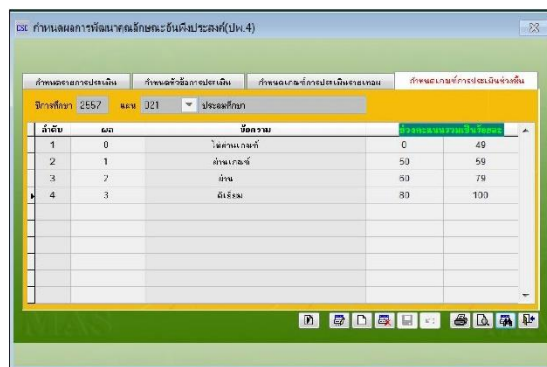 กำหนดผลการพัฒนาคุณลักษณะอันพึงประสงค์(ปพ.4)
กำหนดรายการประเมิน กำหนดหัวข้อการประเมิน กำหนดเกณฑ์การประเมินรายเทอม กำหนดเกณฑ์การประเมินช่วงชั้น
ปีการศึกษา 2557 แผน 021 ประถมศึกษา
ลำดับ ผล ข้อความ ช่วงคะแนนรวมเป็นร้อยละ
1 0 ไม่ผ่านเกณฑ์ 0 49
2 1 ผ่านเกณฑ์ 50 59
3 2 ผ่าน 60 79
4 3 ดีเยี่ยม 80 100
MAS